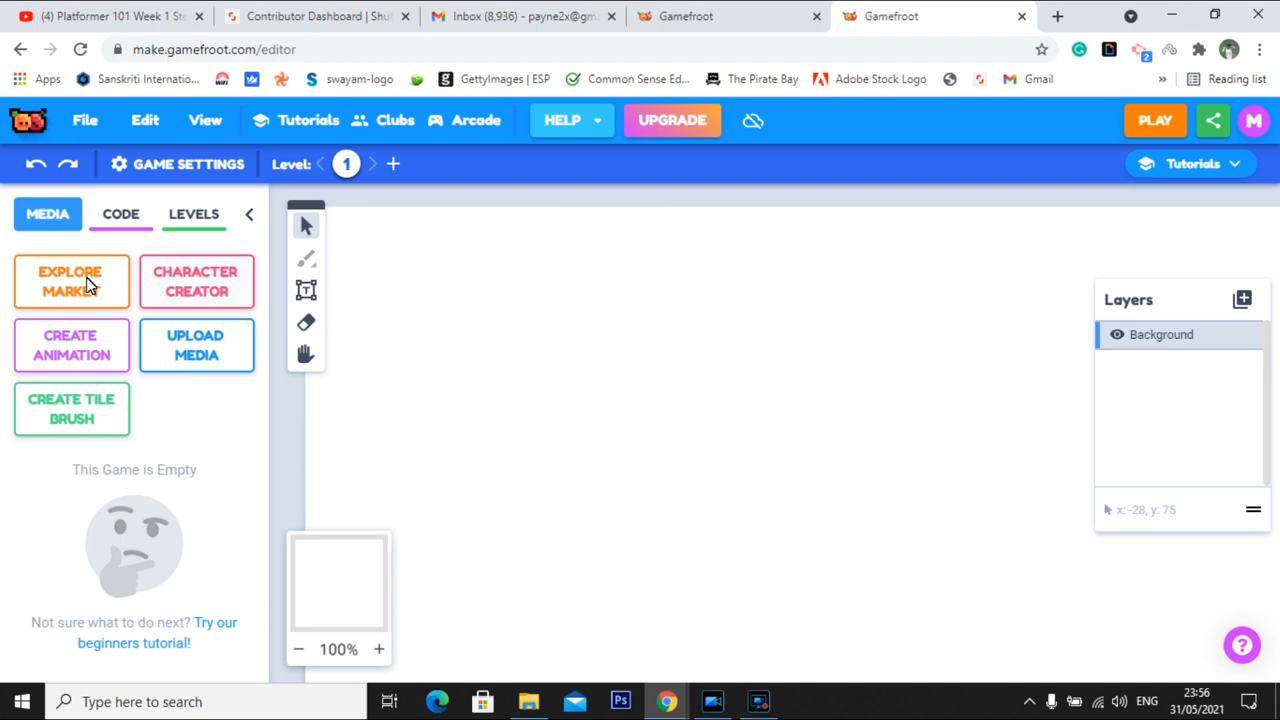 (4) Platformer 101 Week 1 Ste
Contributor Dashboard | Shut
Inbox (8,936) - payne2x@gm
Gamefroot
Gamefroot
make.gamefroot.com/editor
Apps
Sanskriti Internatio...
swayam-logo
GettyImages | ESP
Common Sense Ed...
The Pirate Bay
Adobe Stock Logo
Gmail
Reading list
File
Edit
View
Tutorials
Clubs
Arcade
HELP
UPGRADE
PLAY
M
GAME SETTINGS
Level:
1
Tutorials
MEDIA
CODE
LEVELS
EXPLORE
MARKET
CHARACTER
CREATOR
CREATE
ANIMATION
UPLOAD
MEDIA
CREATE TILE
BRUSH
This Game is Empty
Not sure what to do next? Try our
beginners tutorial!
Layers
Background
x: -28, y: 75
100%
Type here to search
ENG
23:56
31/05/2021